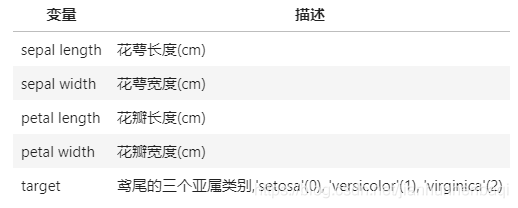 变量 描述
sepal length 花萼长度(cm)
sepal width 花萼宽度(cm)
petal length 花瓣长度(cm)
petal width 花瓣宽度(cm)
target 鸢尾的三个亚属类别,'setosa'(0), 'versicolor'(1), 'virginica'(2)